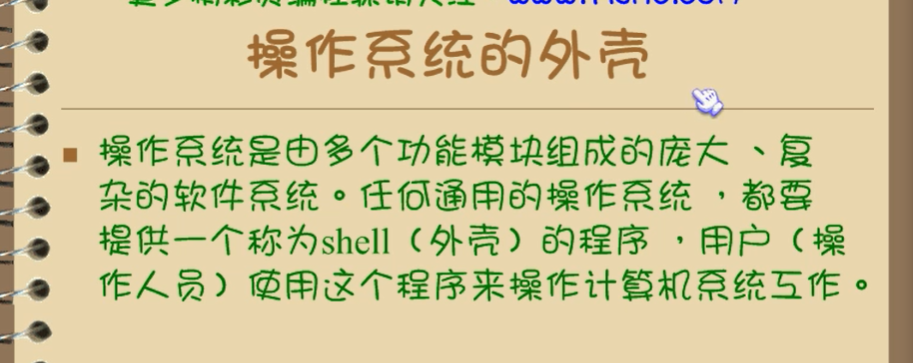 操作系统的外壳
操作系统是由多个功能模块组成的庞大、复
杂的软件系统。任何通用的操作系统，都要
提供一个称为shell（外壳）的程序，用户（操
作人员）使用这个程序来操作计算机系统工作。